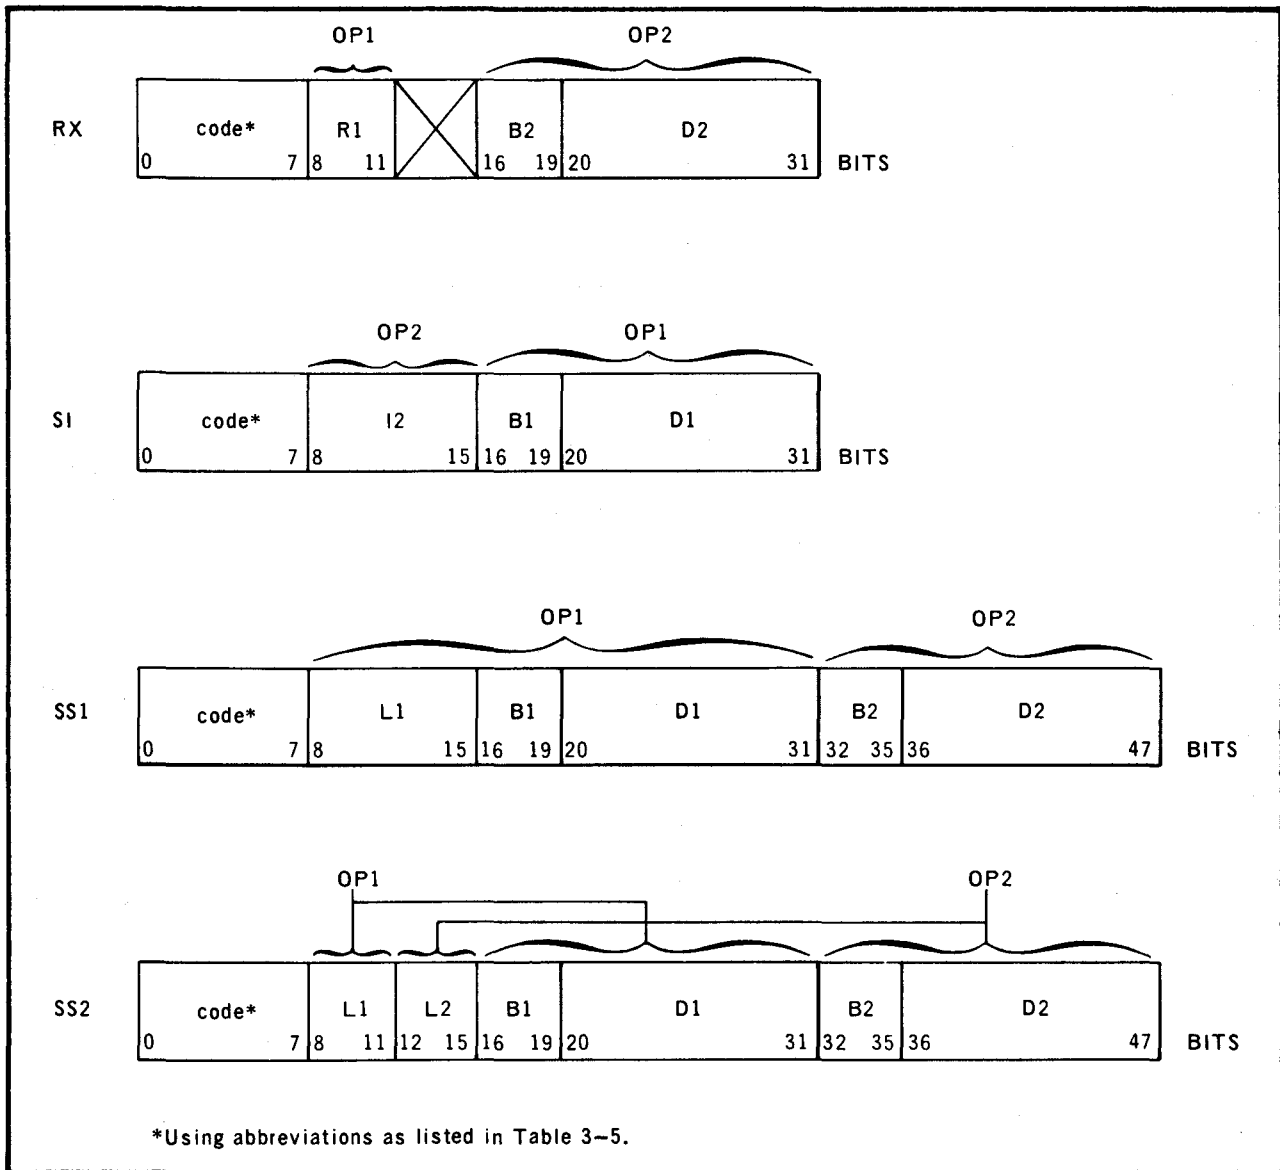 OP1 OP2
RX code* R1 B2 D2
0 7 8 11 16 19 20 31 BITS
OP2 OP1
SI code* I2 B1 D1
0 7 8 15 16 19 20 31 BITS
OP1 OP2
SS1 code* L1 B1 D1 B2 D2
0 7 8 15 16 19 20 31 32 35 36 47 BITS
OP1 OP2
SS2 code* L1 L2 B1 D1 B2 D2
0 7 8 11 12 15 16 19 20 31 32 35 36 47 BITS
*Using abbreviations as listed in Table 3–5.